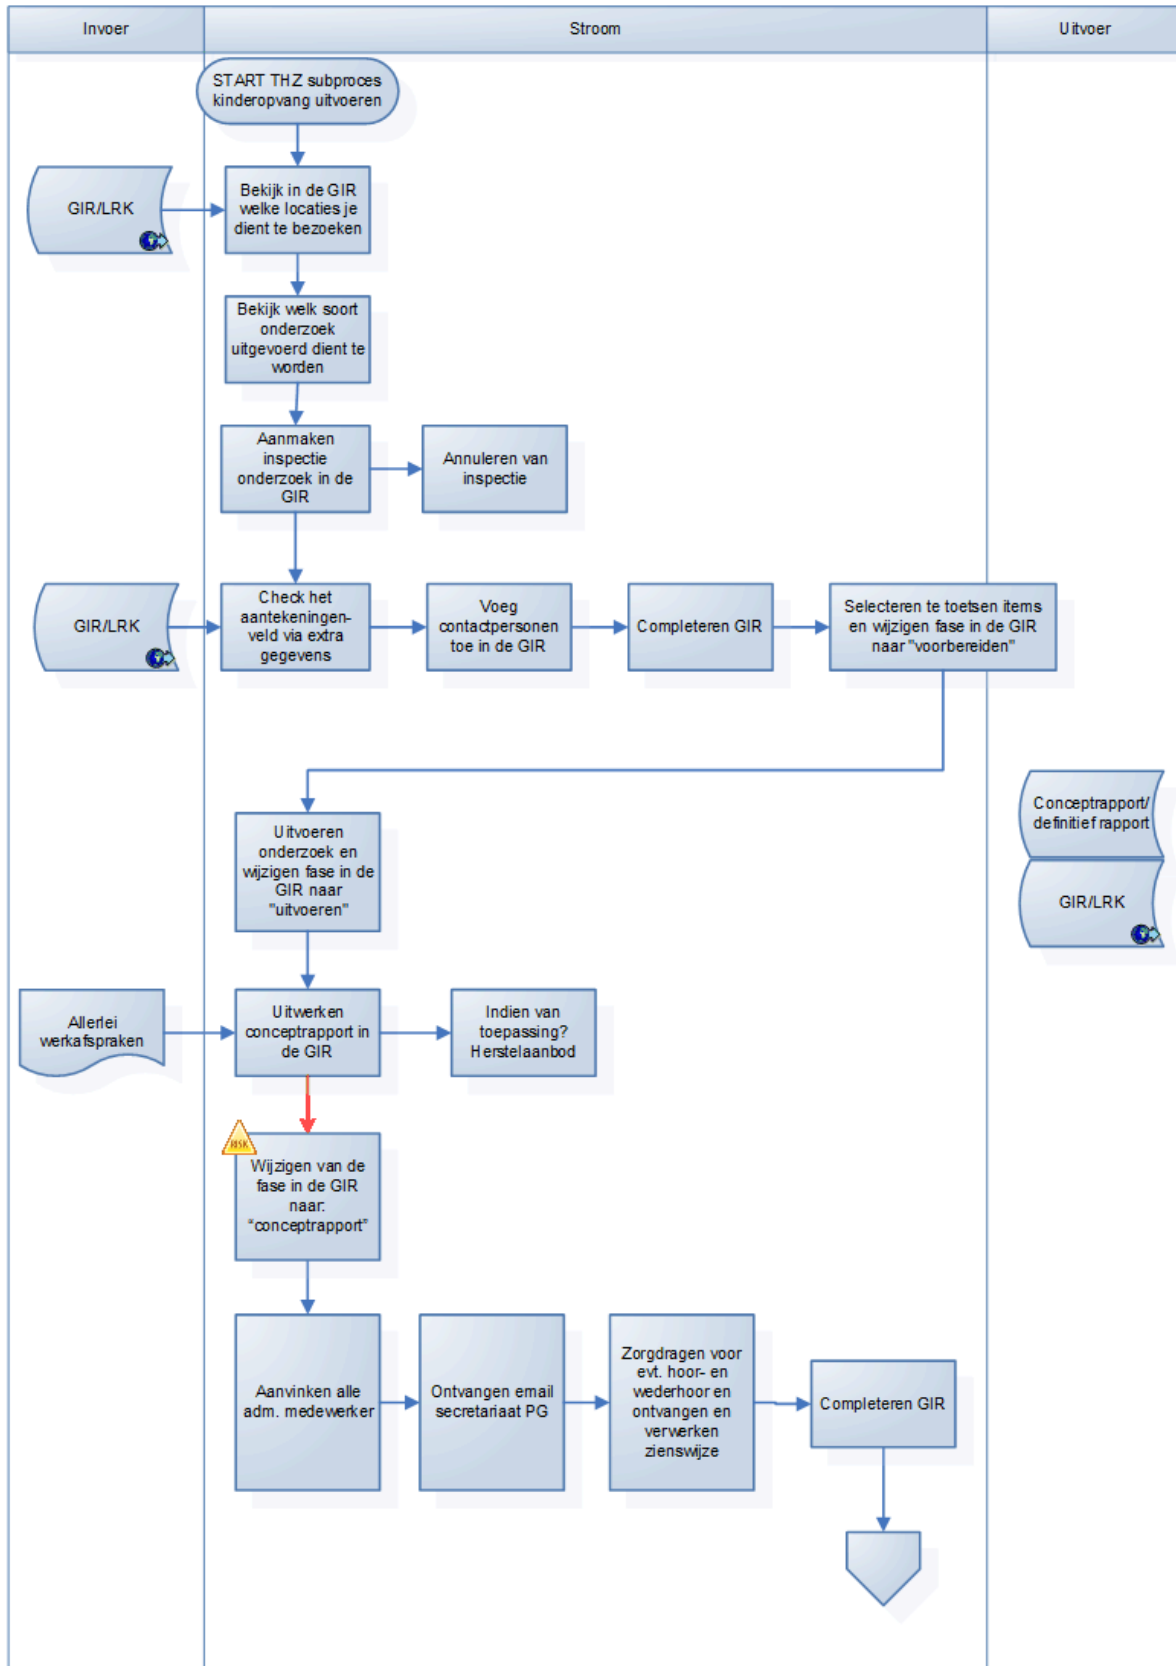 Invoer
Stroom
Uitvoer
START THZ subproces
kinderopvang uitvoeren
GIR/LRK
Bekijk in de GIR
welke locaties je
dient te bezoeken
Bekijk welk soort
onderzoek
uitgevoerd dient te
worden
Aanmaken
inspectie
onderzoek in de
GIR
Annuleren van
inspectie
GIR/LRK
Check het
aantekeningen-
veld via extra
gegevens
Voeg
contactpersonen
toe in de GIR
Completeren GIR
Selecteren te toetsen items
en wijzigen fase in de GIR
naar "voorbereiden"
Conceptrapport/
definitief rapport
Uitvoeren
onderzoek en
wijzigen fase in de
GIR naar
"uitvoeren"
GIR/LRK
Allerlei
werkafspraken
Uitwerken
conceptrapport in
de GIR
Indien van
toepassing?
Herstelaanbod
RISK
Wijzigen van de
fase in de GIR
naar:
“conceptrapport”
Aanvinken alle
adm. medewerker
Ontvangen email
secretariaat PG
Zorgdragen voor
evt. hoor- en
wederhoor en
ontvangen en
verwerken
zienswijze
Completeren GIR